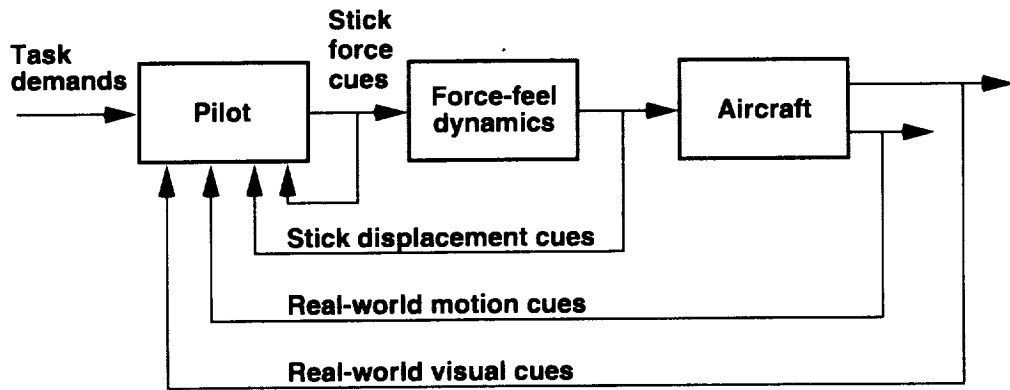 Stick
force
cues
Task
demands
Pilot
Force-feel
dynamics
Aircraft
Stick displacement cues
Real-world motion cues
Real-world visual cues